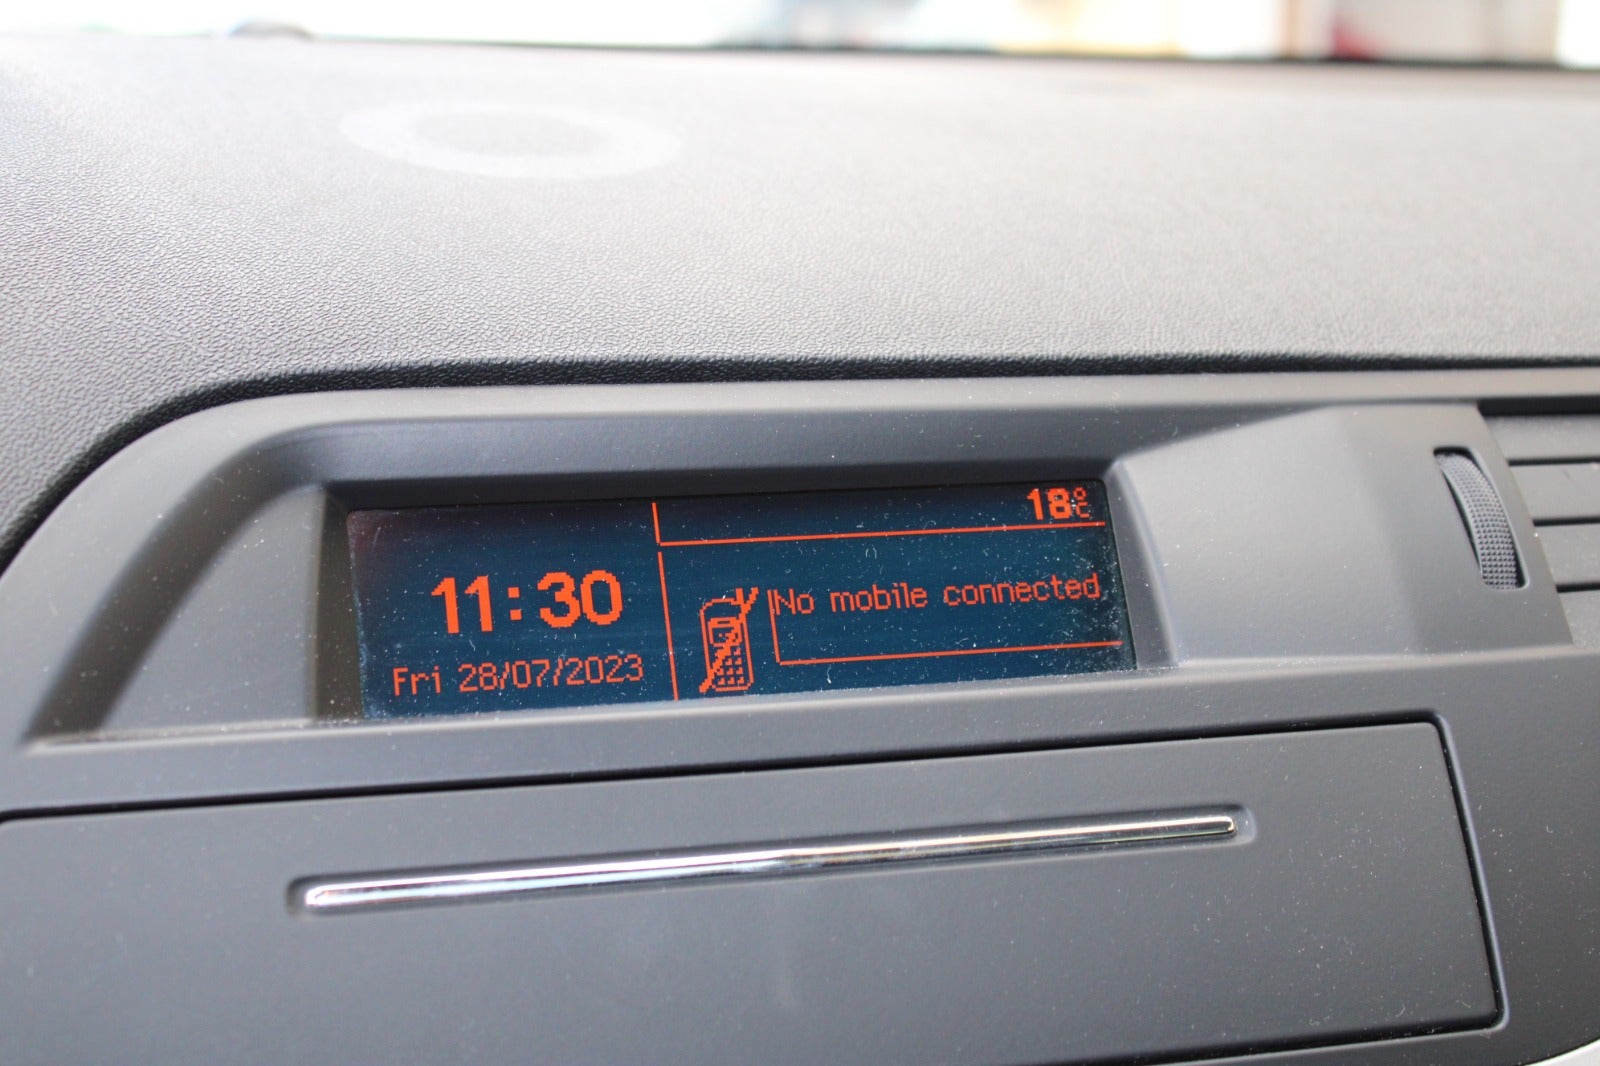 18°C
11:30
No mobile connected
Fri 28/07/2023